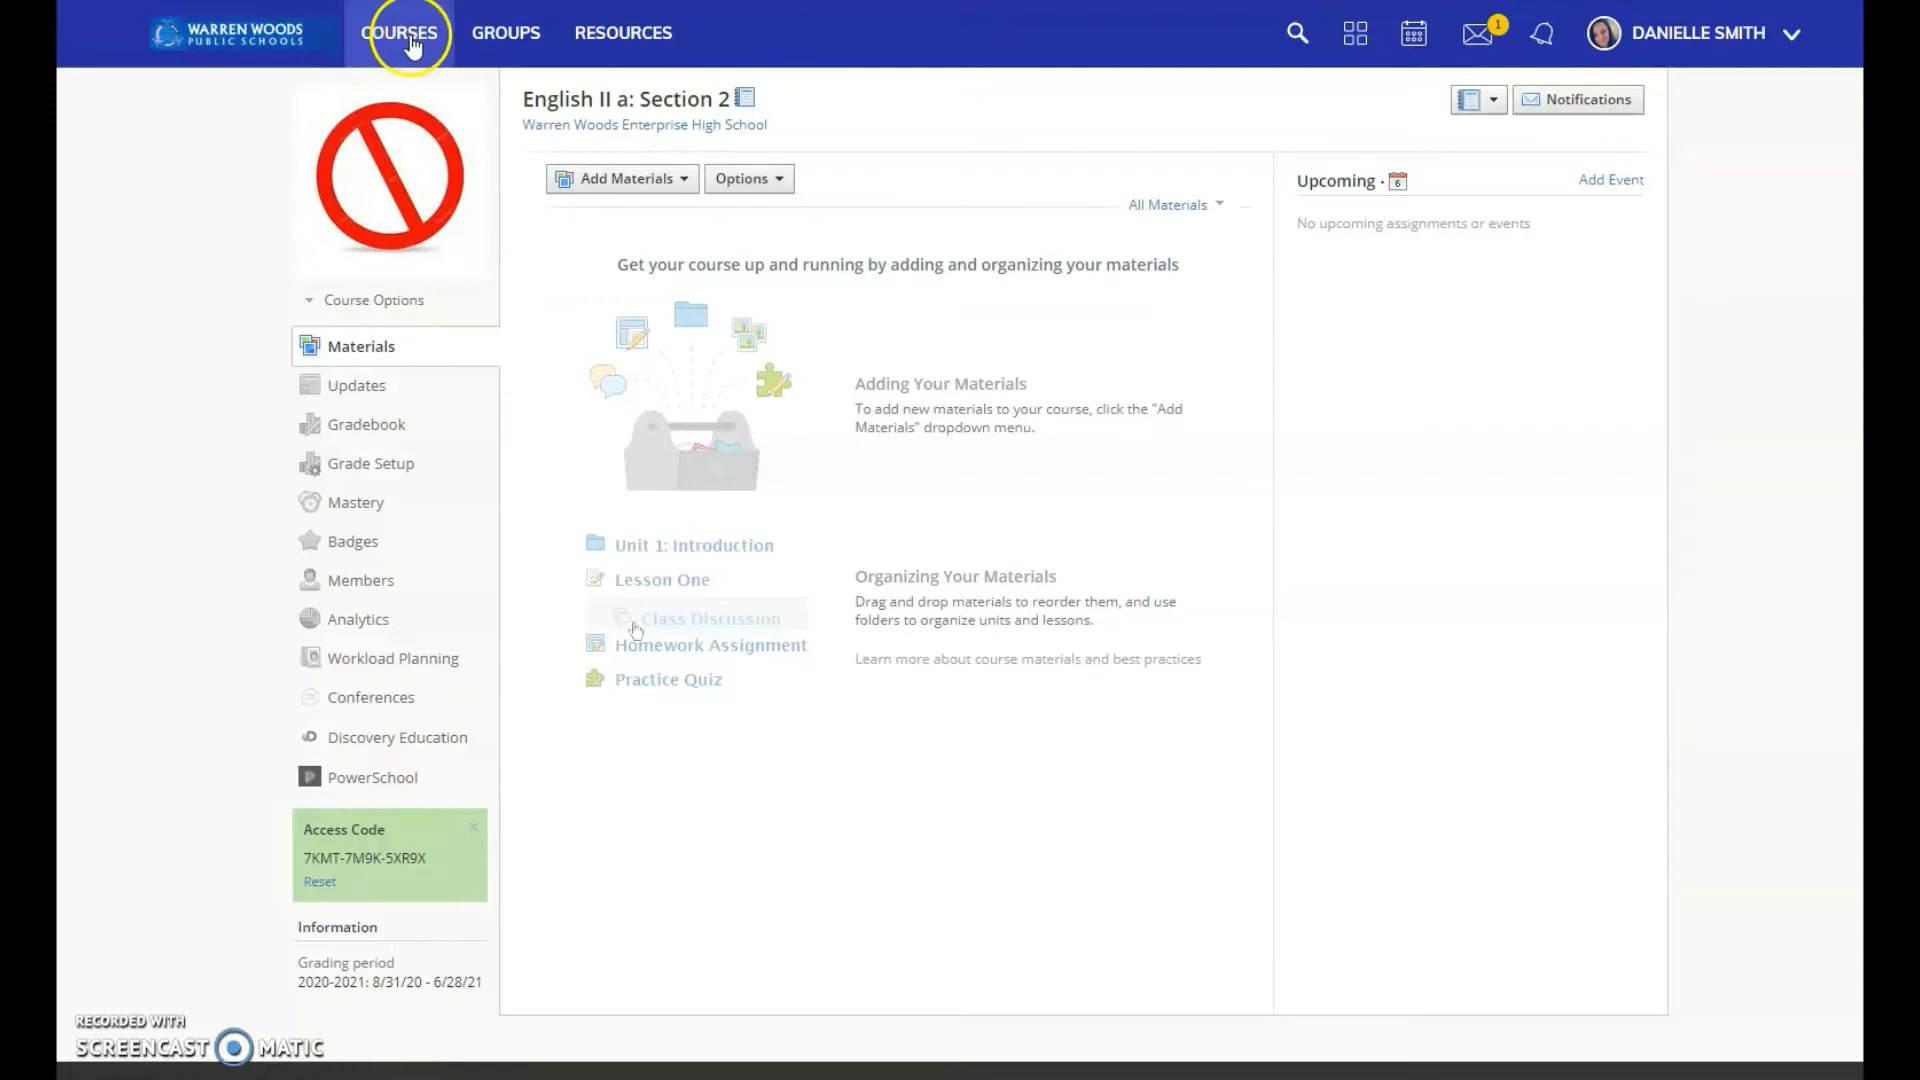 WARREN WOODS
PUBLIC SCHOOLS
COURSES
GROUPS
RESOURCES
1
DANIELLE SMITH
English II a: Section 2
Warren Woods Enterprise High School
Notifications
Add Materials
Options
All Materials
Upcoming · 6
Add Event
No upcoming assignments or events
Get your course up and running by adding and organizing your materials
Course Options
Materials
Updates
Gradebook
Grade Setup
Mastery
Badges
Members
Analytics
Workload Planning
Conferences
Discovery Education
PowerSchool
Adding Your Materials
To add new materials to your course, click the "Add
Materials" dropdown menu.
Unit 1: Introduction
Lesson One
Class Discussion
Homework Assignment
Practice Quiz
Organizing Your Materials
Drag and drop materials to reorder them, and use
folders to organize units and lessons.
Learn more about course materials and best practices
Access Code
7KMT-7M9K-5XR9X
Reset
Information
Grading period
2020-2021: 8/31/20 - 6/28/21
RECORDED WITH
SCREENCAST MATIC